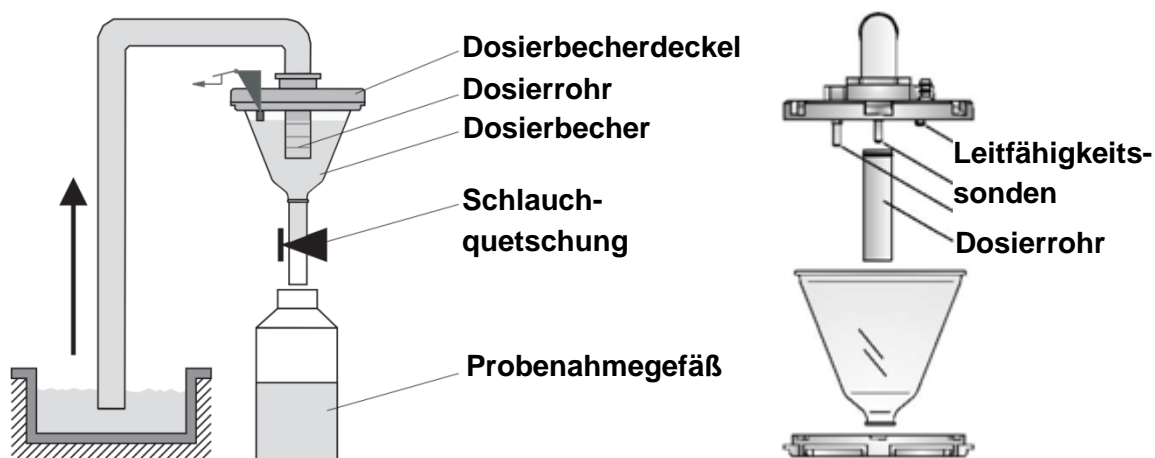 Dosierbecherdeckel
Dosierrohr
Dosierbecher
Schlauch-
quetschung
Probenahmegefäß
Leitfähigkeits-
sonden
Dosierrohr